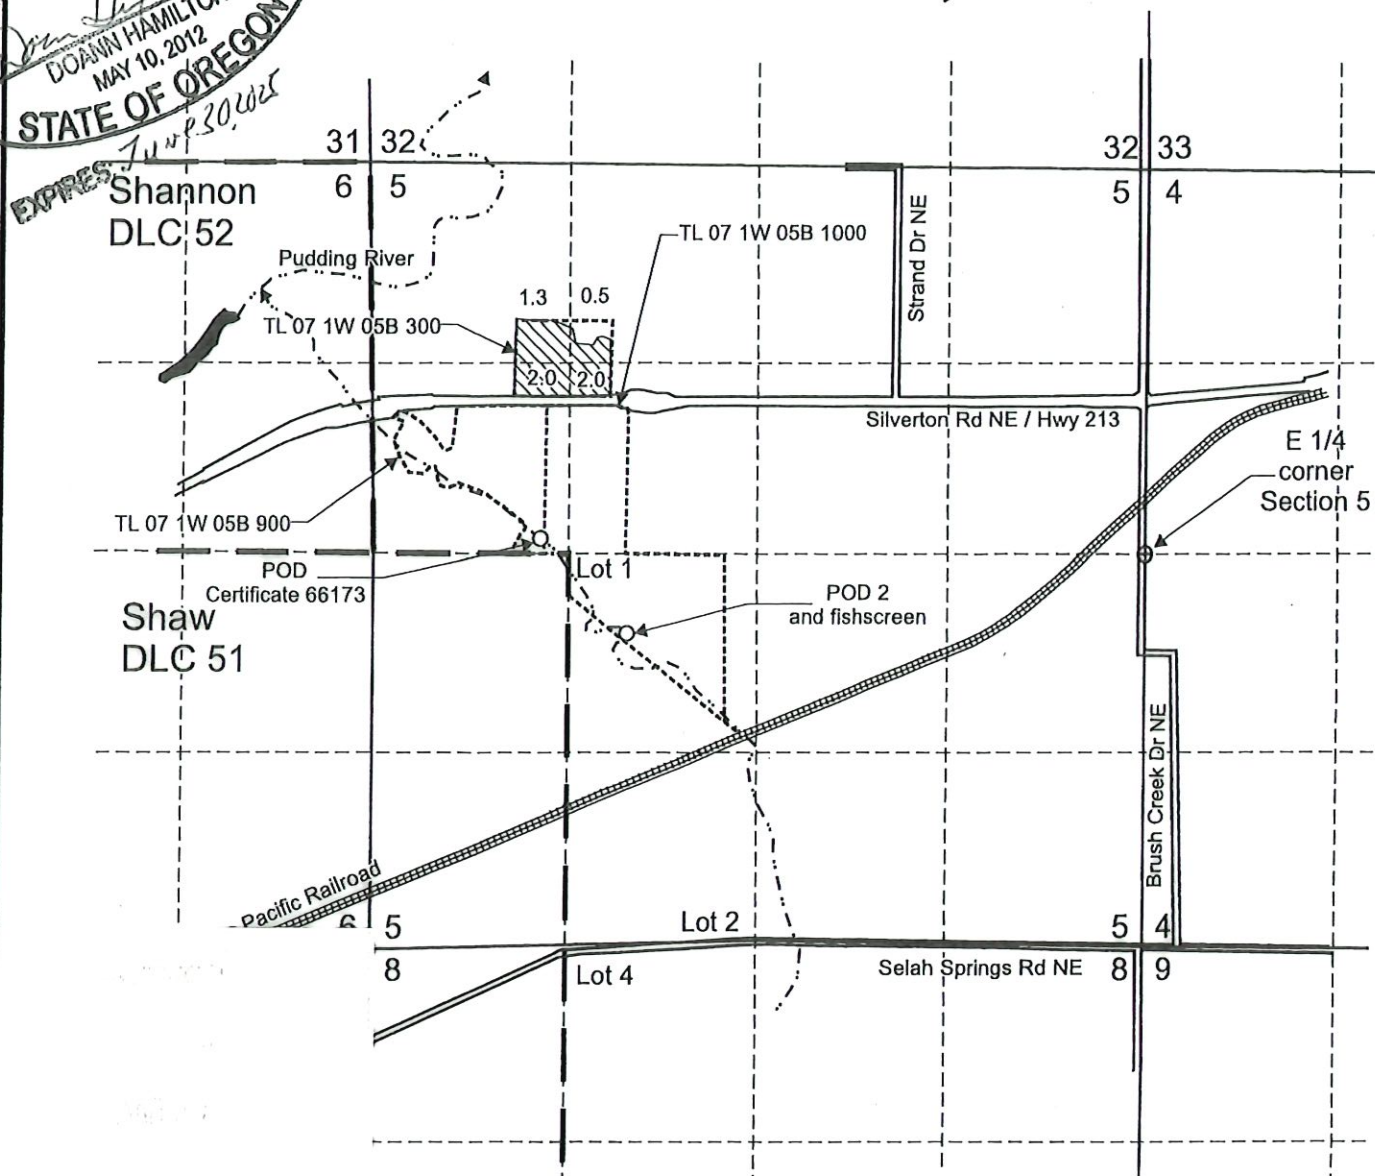 DOANN HAMILTON
MAY 10, 2012
STATE OF OREGON
EXPIRES: June 30, 2025
31 32
32 33
6 5
5 4
Shannon
DLC 52
Strand Dr NE
TL 07 1W 05B 1000
Pudding River
1.3 0.5
TL 07 1W 05B 300
2.0 2.0
Silverton Rd NE / Hwy 213
E 1/4
corner
Section 5
TL 07 1W 05B 900
POD
Certificate 66173
Lot 1
POD 2
and fishscreen
Shaw
DLC 51
Brush Creek Dr NE
Pacific Railroad
6 5
Lot 2
5 4
8
Lot 4
Selah Springs Rd NE
8 9